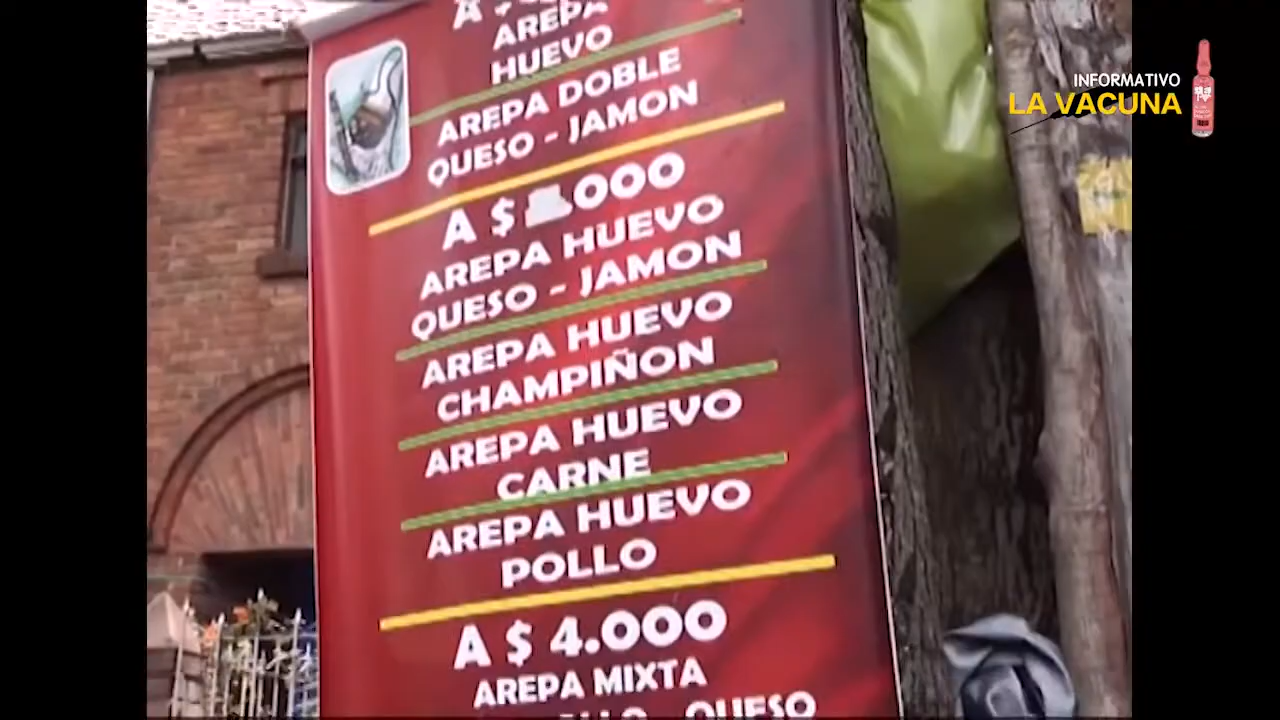 AREPA
HUEVO
AREPA DOBLE
QUESO - JAMON
A $ 000
AREPA HUEVO
QUESO - JAMON
AREPA HUEVO
CHAMPIÑON
AREPA HUEVO
CARNE
AREPA HUEVO
POLLO
A $ 4.000
AREPA MIXTA
QUESO
INFORMATIVO
LA VACUNA